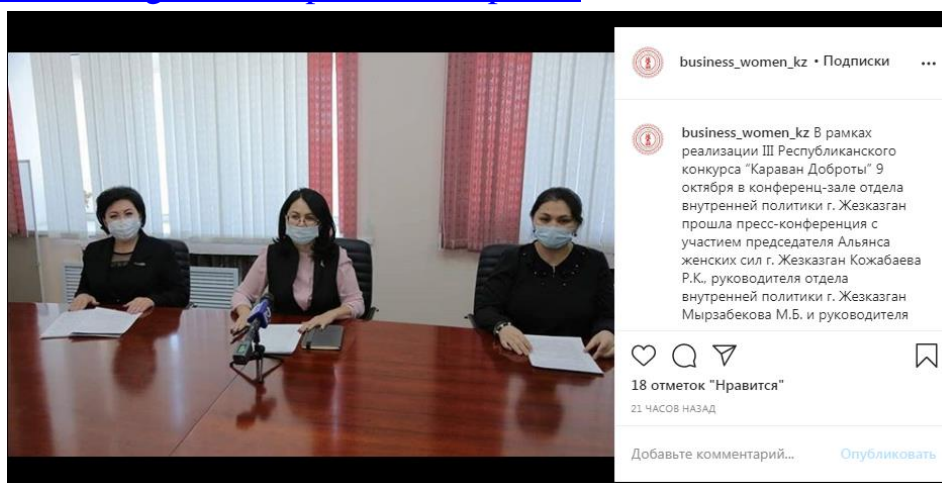 business_women_kz • Подписки
business_women_kz В рамках
реализации III Республиканского
конкурса "Караван Доброты" 9
октября в конференц-зале отдела
внутренней политики г. Жезказган
прошла пресс-конференция с
участием председателя Альянса
женских сил г. Жезказган Кожабаева
Р.К., руководителя отдела
внутренней политики г. Жезказган
Мырзабекова М.Б. и руководителя
18 отметок "Нравится"
21 ЧАСОВ НАЗАД
Добавьте комментарий... Опубликовать